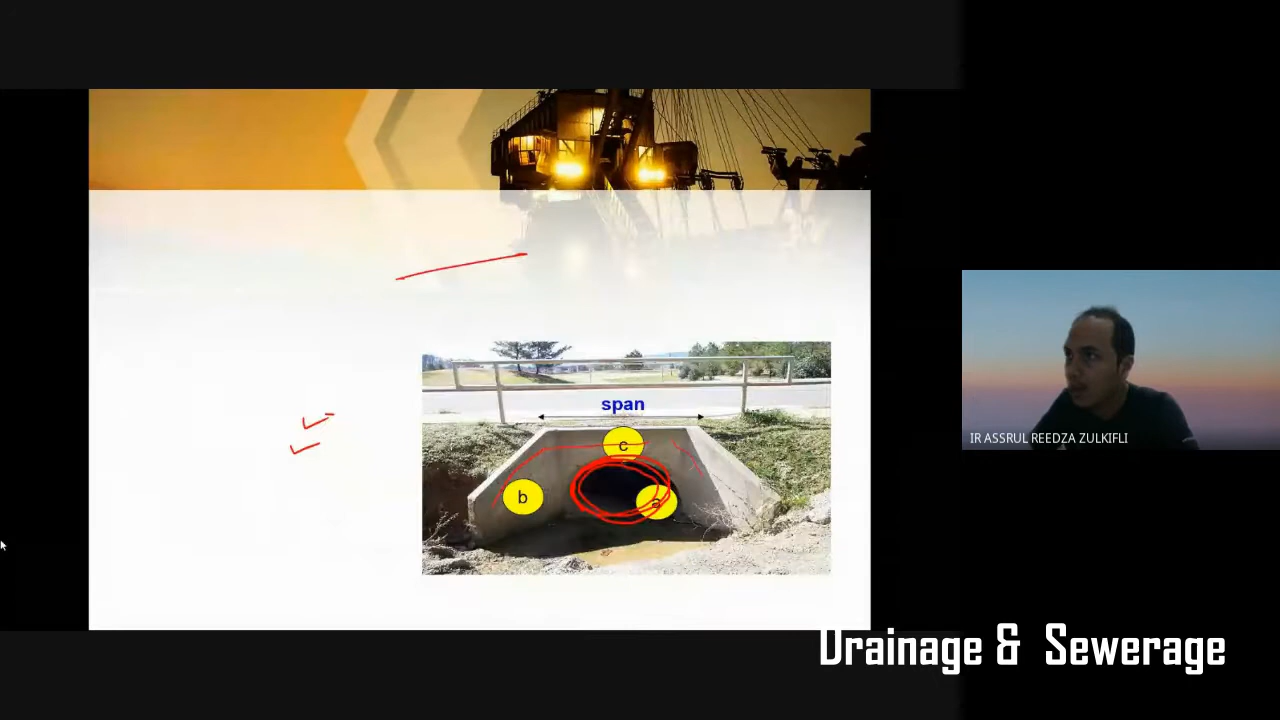 span
c
b
a
IR ASSRUL REEDZA ZULKIFLI
Drainage & Sewerage